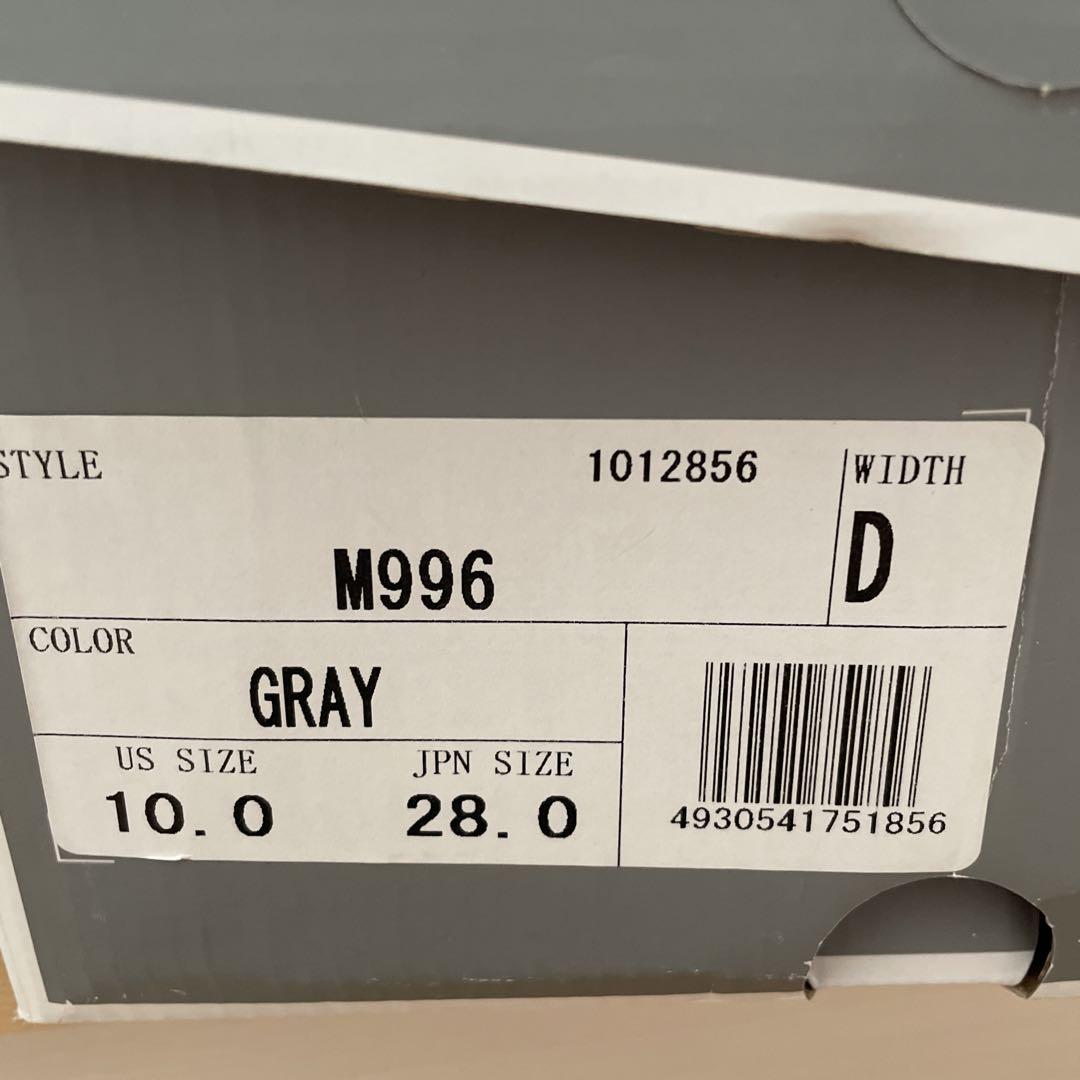 STYLE 1012856 WIDTH
M996 D
COLOR
GRAY
US SIZE JPN SIZE
10.0 28.0
4930541751856